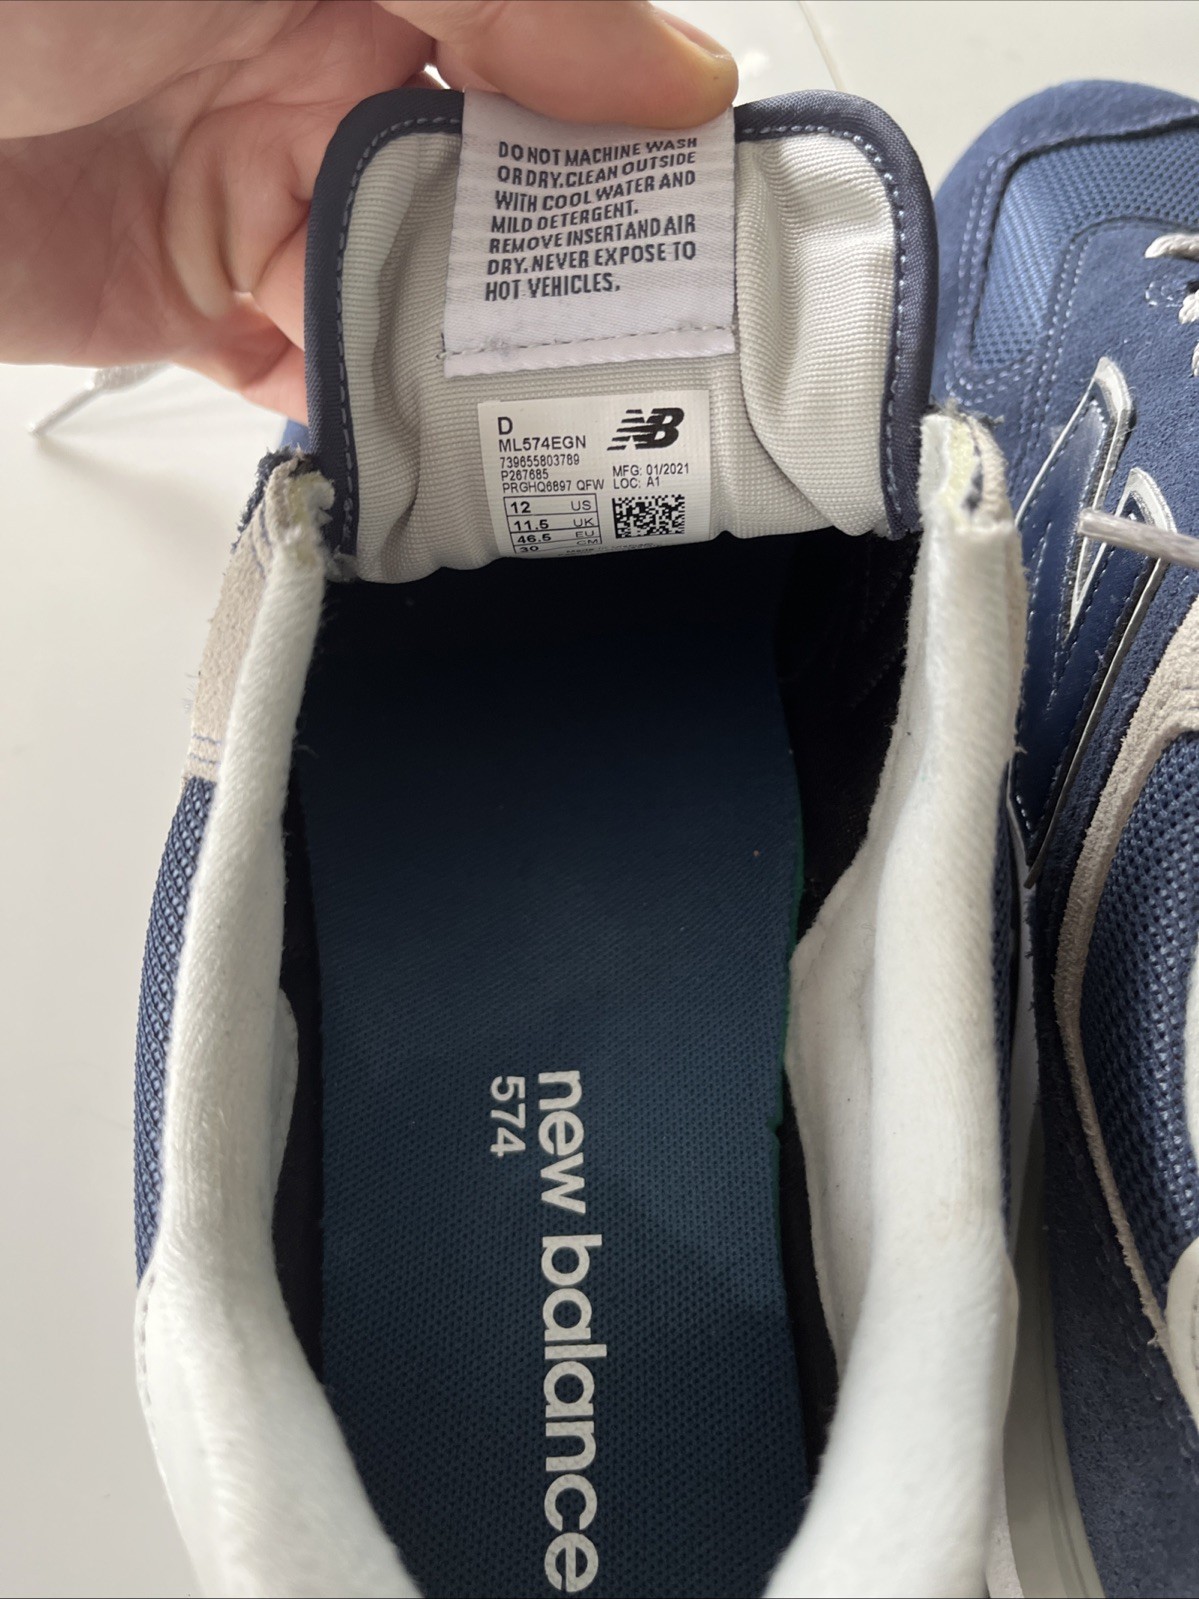 DO NOT MACHINE WASH
OR DRY. CLEAN OUTSIDE
WITH COOL WATER AND
MILD DETERGENT.
REMOVE INSERT AND AIR
DRY. NEVER EXPOSE TO
HOT VEHICLES.
D
ML574EGN
739655803789
P267685
PRGHQ6897 QFW
NB
MFG: 01/2021
LOC: A1
12 US
11.5 UK
46.5 EU
30 CM
new balance
574